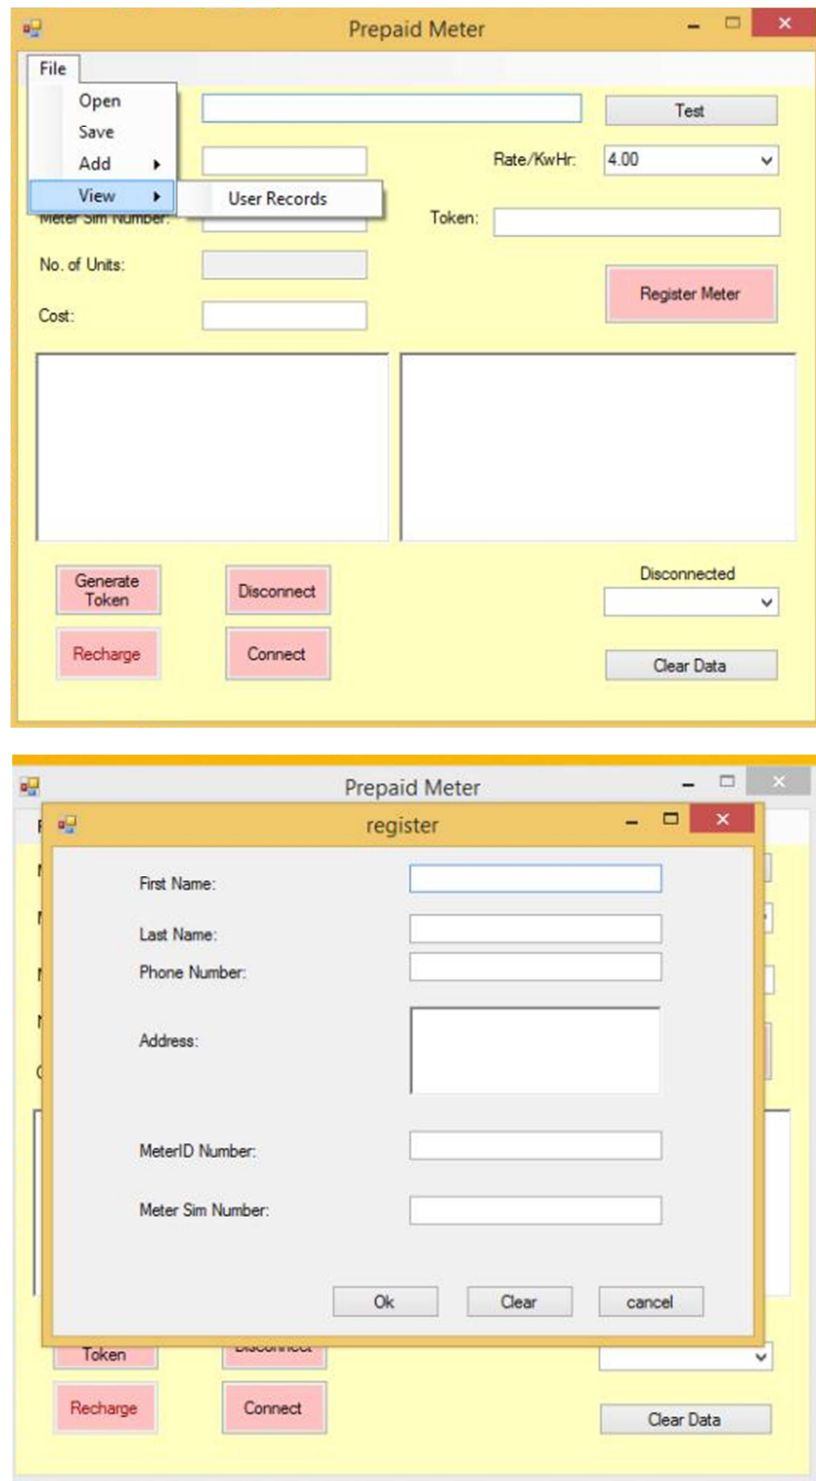 Prepaid Meter
File
Open
Save
Add
View
User Records
Test
Rate/KwHr: 4.00
Meter Sim Number:
Token:
No. of Units:
Register Meter
Cost:
Generate Token
Disconnect
Disconnected
Recharge
Connect
Clear Data
Prepaid Meter
register
First Name:
Last Name:
Phone Number:
Address:
MeterID Number:
Meter Sim Number:
Ok Clear cancel
Token
Disconnect
Recharge
Connect
Clear Data